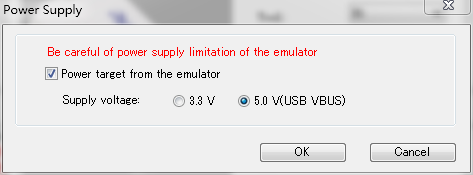 Power Supply
Be careful of power supply limitation of the emulator
Power target from the emulator
Supply voltage: 3.3 V 5.0 V(USB VBUS)
OK Cancel